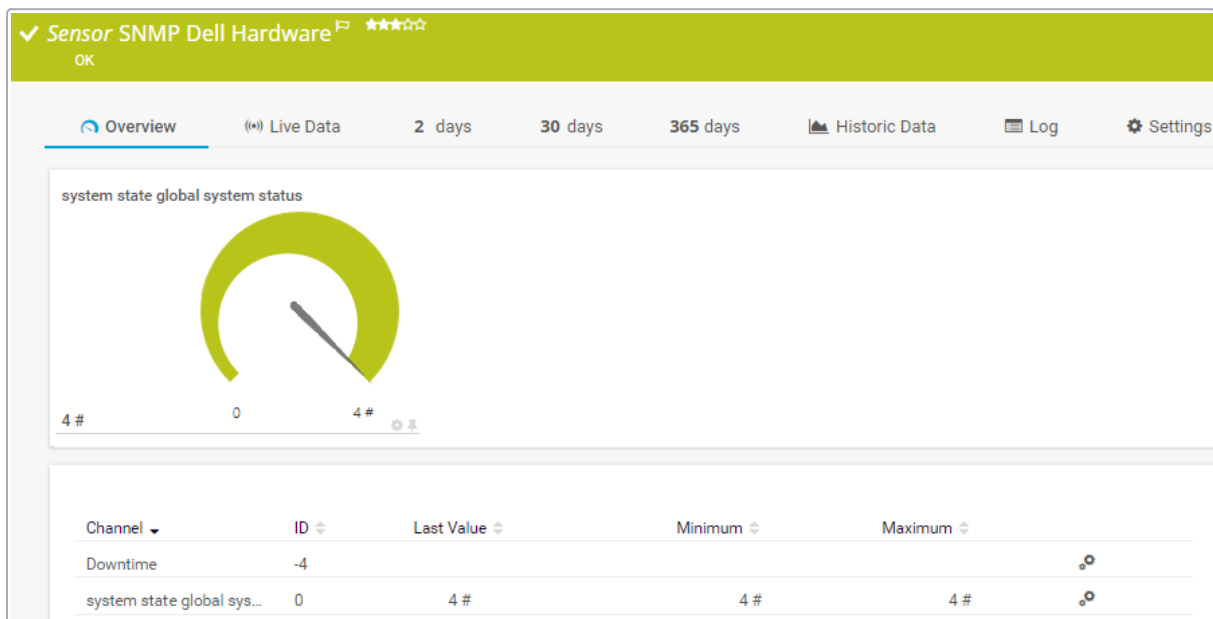 Sensor SNMP Dell Hardware
OK
Overview Live Data 2 days 30 days 365 days Historic Data Log Settings
system state global system status
0 4 #
4 #
Channel ID Last Value Minimum Maximum
Downtime -4
system state global sys... 0 4 # 4 # 4 #